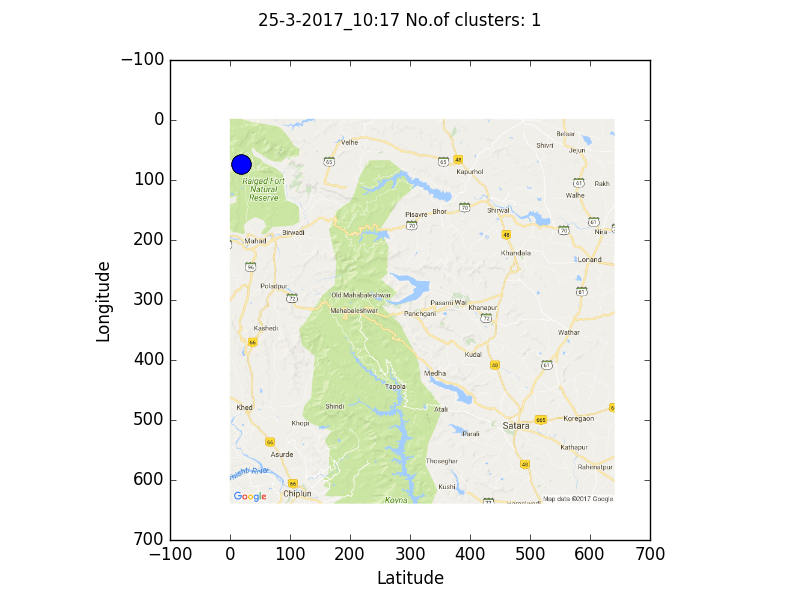 25-3-2017_10:17 No.of clusters: 1
−100
0
100
200
300
400
500
600
700
−100 0 100 200 300 400 500 600 700
Longitude
Latitude
Velhe
65
65
48
Kapurhol
Belsar
Shivri
Jejun
61
Rakh
Walhe
Raigad Fort
Natural
Reserve
Pisavre
Bhor
70
70
Shirwal
48
70
61
Nira
Birwadi
Mahad
Khandala
Lonand
96
Poladpur
72
Old Mahabaleshwar
Mahabaleshwar
Panchgani
Pasarni Wai
Khanapur
72
61
Kashedi
66
Wathar
Kudal
48
61
Medha
Tapola
Khed
Shindi
Khopi
Atali
Satara
665
Koregaon
66
Asurde
Parali
Kathapur
Thoseghar
48
Rahimatpur
66
Chiplun
Kushi
Koyna
Google
Map data ©2017 Google